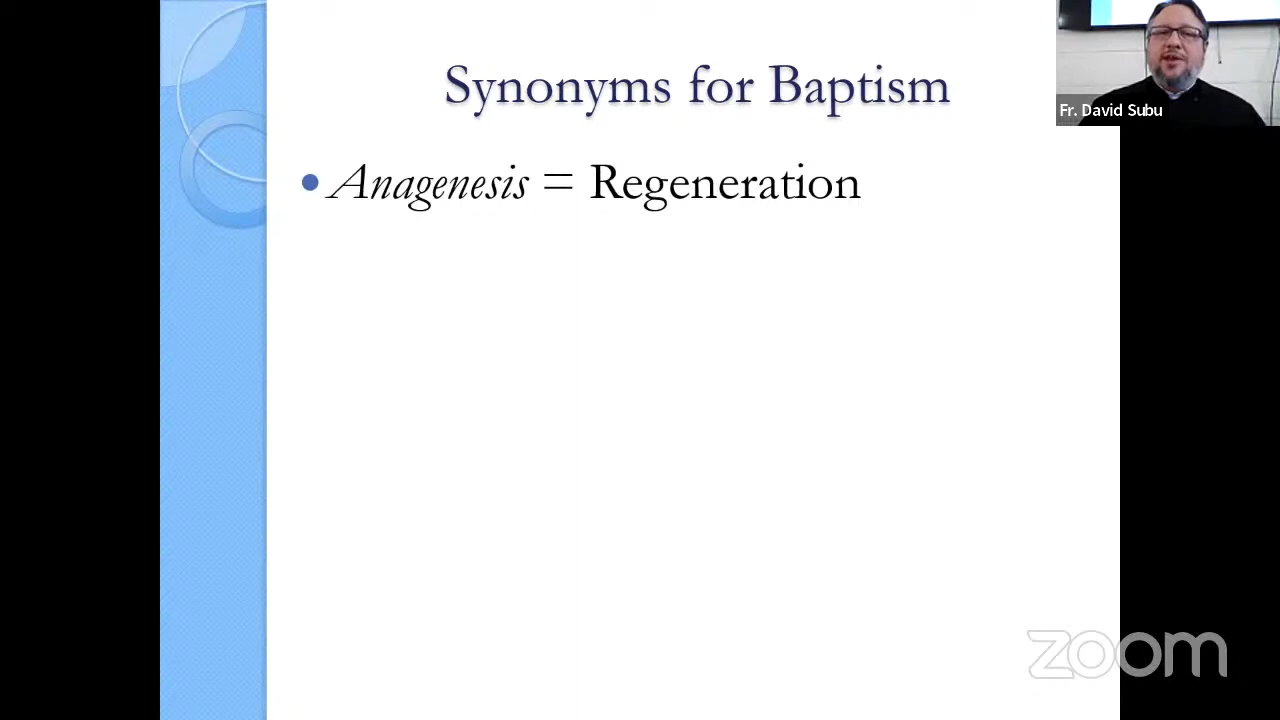 Synonyms for Baptism
Fr. David Subu
• Anagenesis = Regeneration
zoom